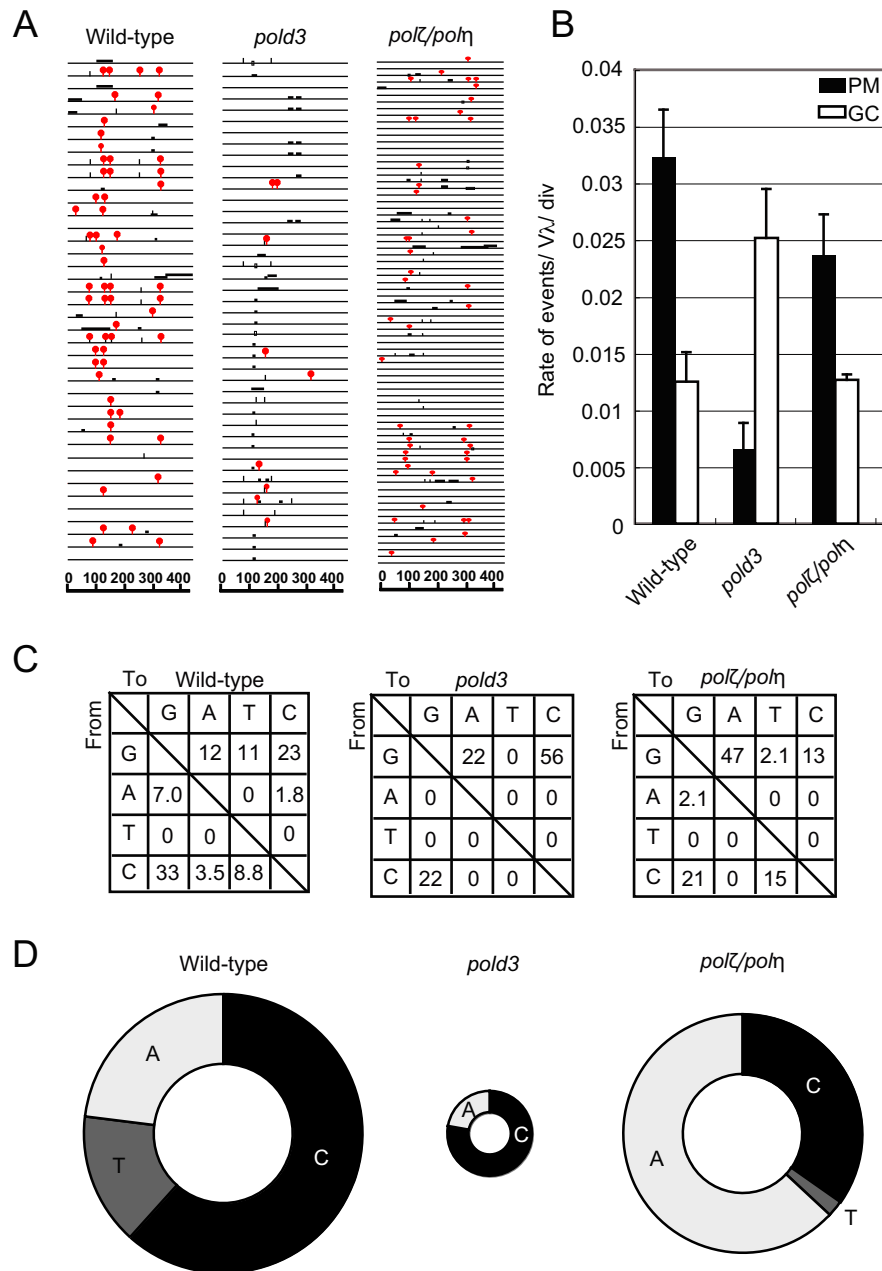 A
Wild-type
pold3
polζ/polη
0 100 200 300 400
0 100 200 300 400
0 100 200 300 400
B
Rate of events/ Vλ/ div
0.04
0.035
0.03
0.025
0.02
0.015
0.01
0.005
0
PM
GC
Wild-type
pold3
polζ/polη
C
To Wild-type
From
G A T C
G 12 11 23
A 7.0 0 1.8
T 0 0 0
C 33 3.5 8.8
To pold3
From
G A T C
G 22 0 56
A 0 0 0
T 0 0 0
C 22 0 0
To polζ/polη
From
G A T C
G 47 2.1 13
A 2.1 0 0
T 0 0 0
C 21 0 15
D
Wild-type
A
T
C
pold3
A
C
polζ/polη
A
C
T